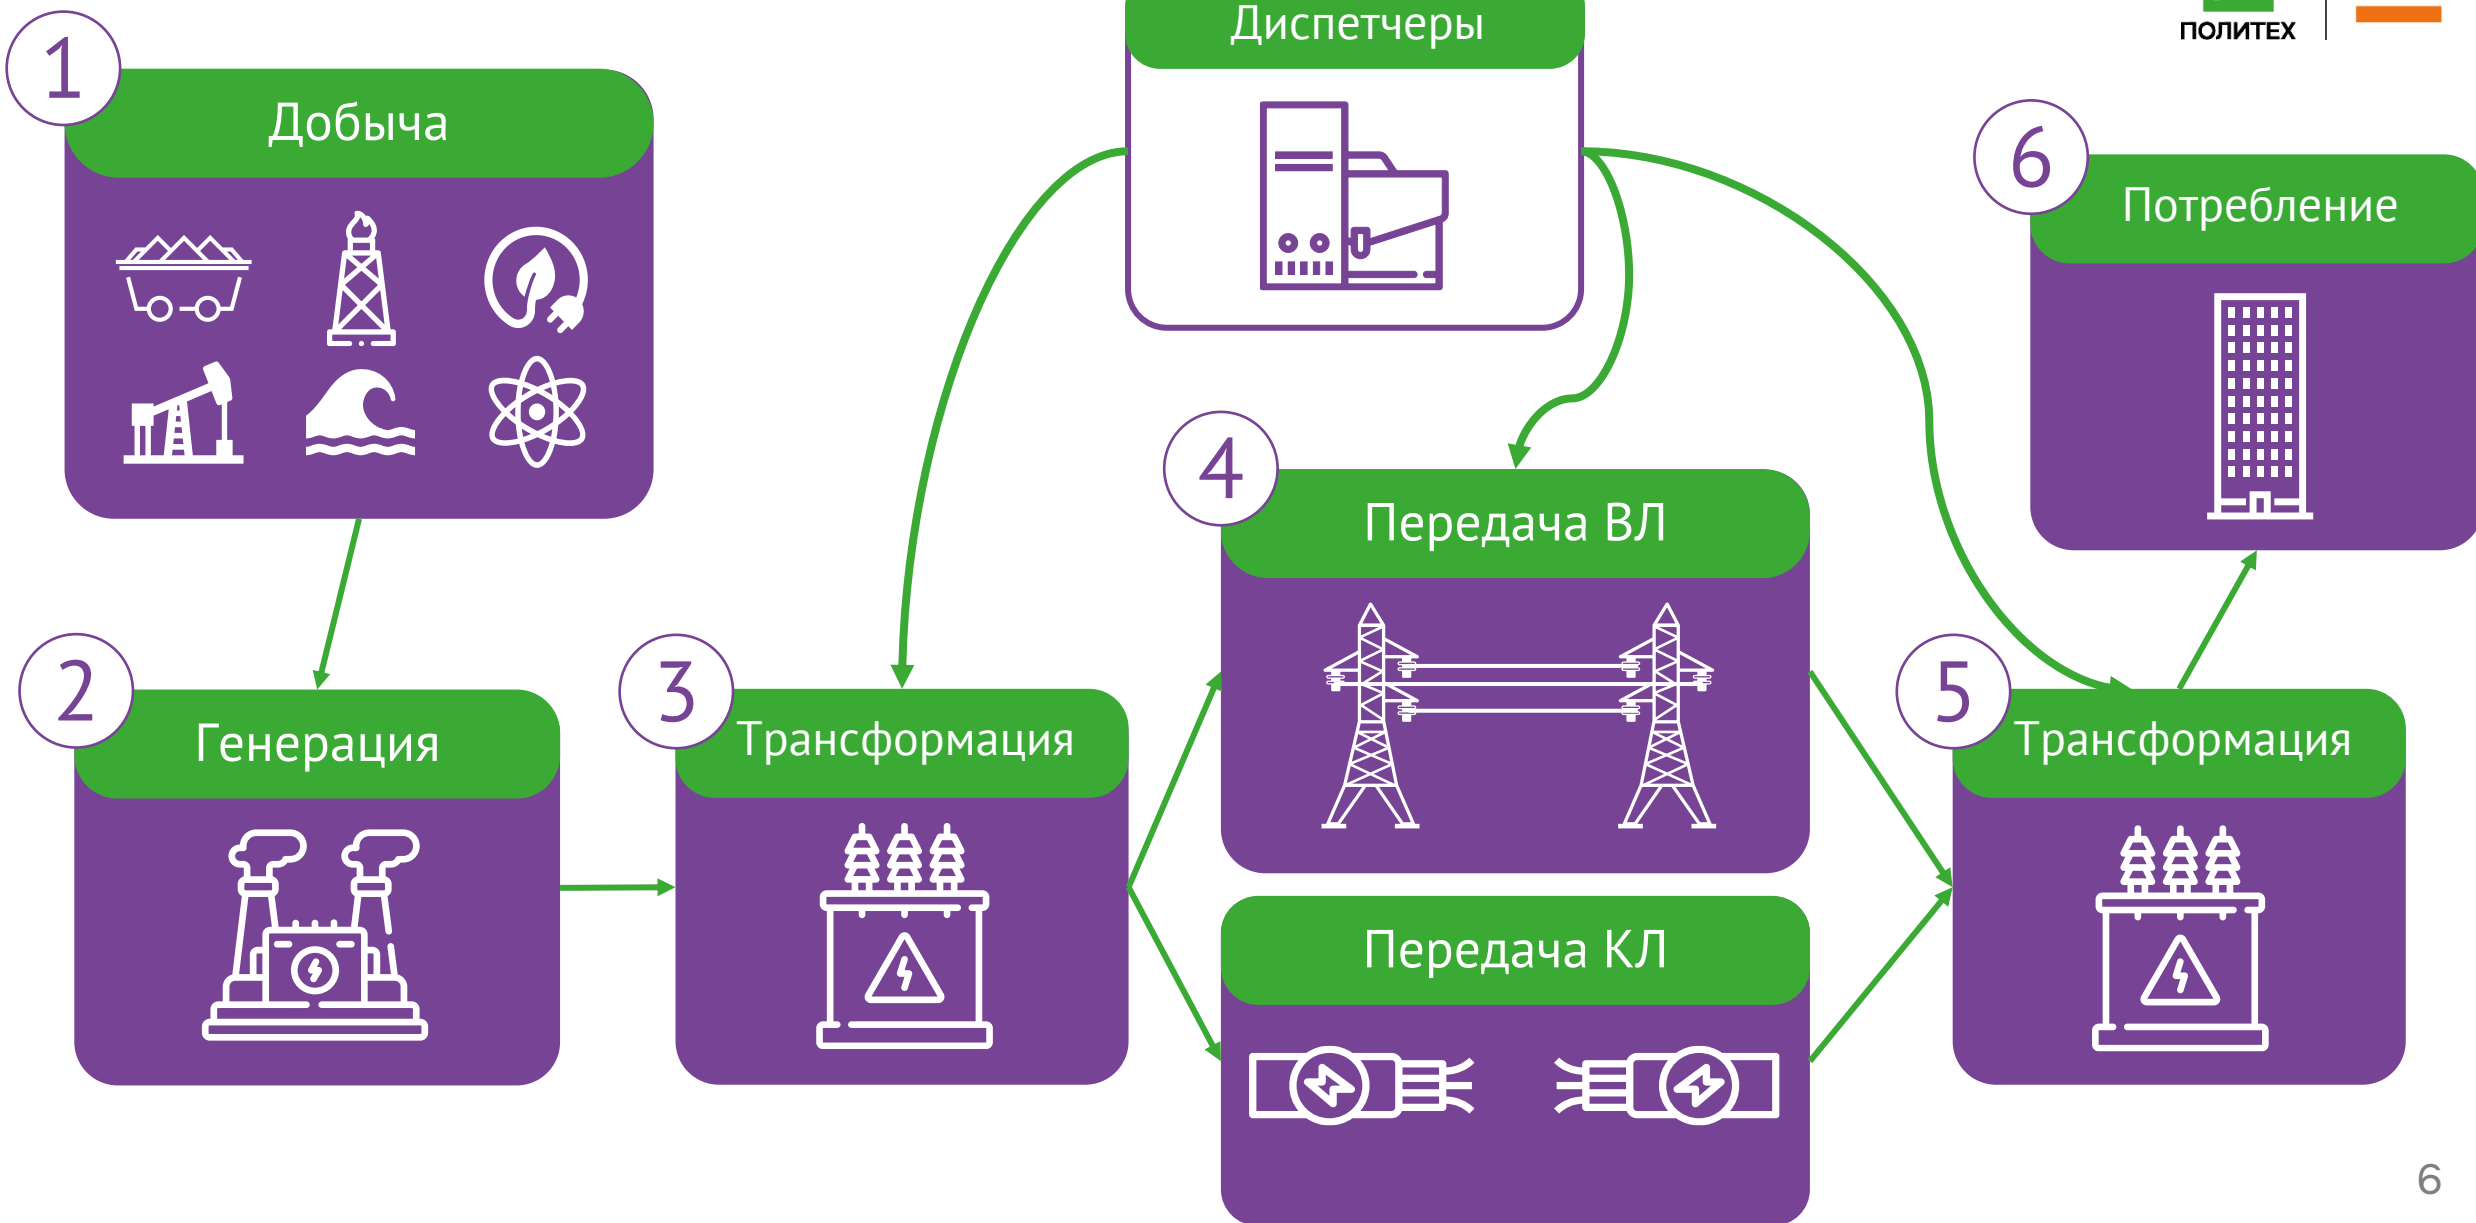 Диспетчеры
ПОЛИТЕХ
1
Добыча
6
Потребление
4
Передача ВЛ
2
Генерация
3
Трансформация
5
Трансформация
Передача КЛ
6